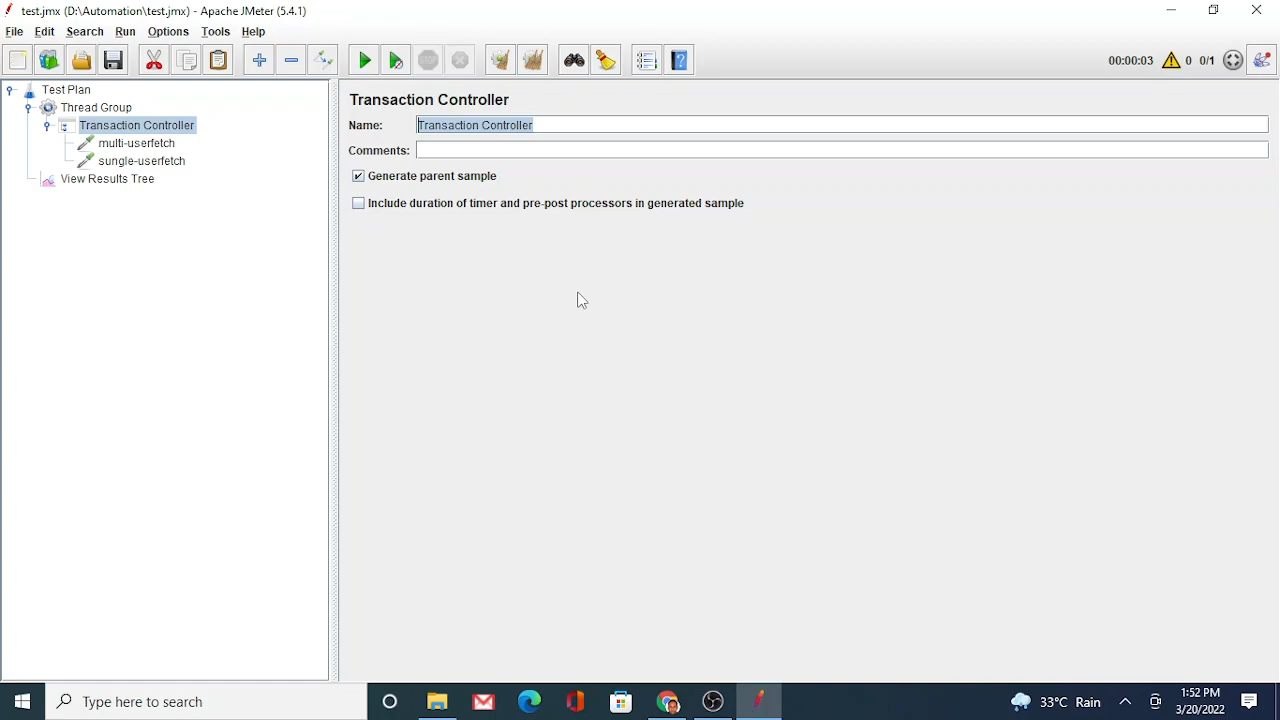 test.jmx (D:\Automation\test.jmx) - Apache JMeter (5.4.1)
File Edit Search Run Options Tools Help
STOP
00:00:03 0 0/1
Test Plan
Thread Group
Transaction Controller
multi-userfetch
sungle-userfetch
View Results Tree
Transaction Controller
Name: Transaction Controller
Comments:
Generate parent sample
Include duration of timer and pre-post processors in generated sample
Type here to search
33°C Rain
1:52 PM
3/20/2022